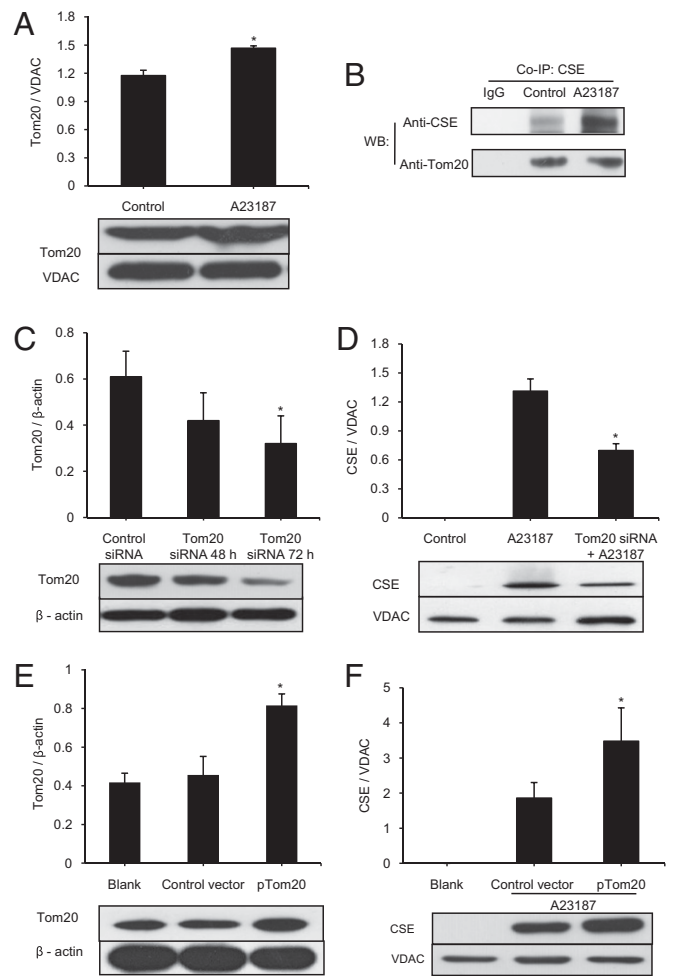 A
1.8
1.5
1.2
0.9
0.6
0.3
0
Tom20 / VDAC
*
Control A23187
Tom20
VDAC
B
Co-IP: CSE
IgG Control A23187
WB:
Anti-CSE
Anti-Tom20
C
0.8
0.6
0.4
0.2
0
Tom20 / β-actin
*
Control siRNA
Tom20 siRNA 48 h
Tom20 siRNA 72 h
Tom20
β - actin
D
1.8
1.5
1.2
0.9
0.6
0.3
0
CSE / VDAC
*
Control
A23187
Tom20 siRNA
+ A23187
CSE
VDAC
E
1
0.8
0.6
0.4
0.2
0
Tom20 / β-actin
*
Blank Control vector pTom20
Tom20
β - actin
F
5
4
3
2
1
0
CSE / VDAC
*
Blank Control vector pTom20
A23187
CSE
VDAC